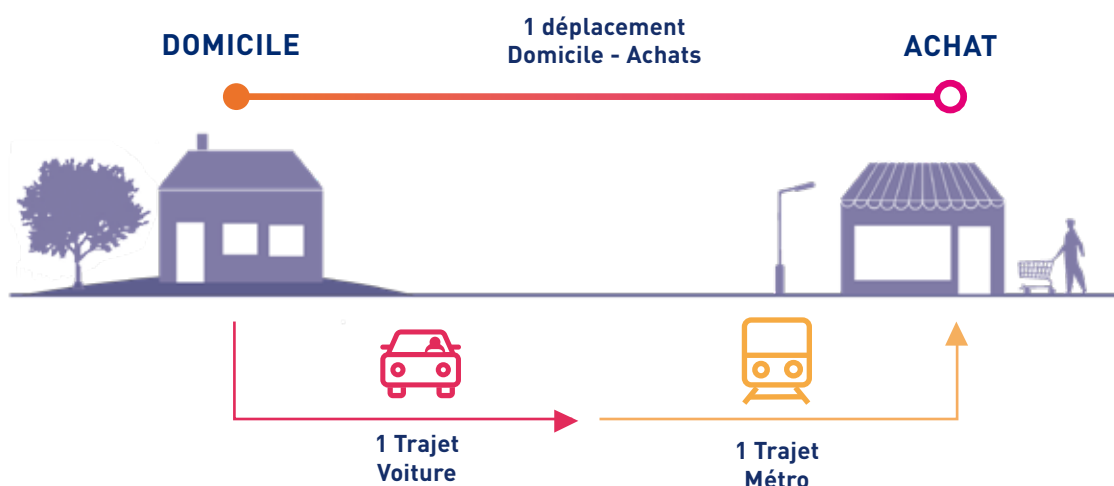 1 déplacement
Domicile - Achats
DOMICILE
ACHAT
1 Trajet
Voiture
1 Trajet
Métro